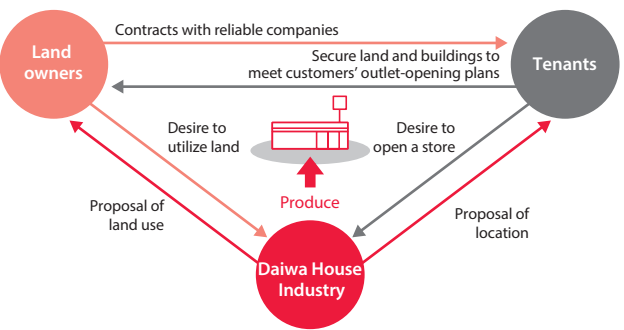 Contracts with reliable companies
Land
owners
Secure land and buildings to
meet customers’ outlet-opening plans
Tenants
Desire to
utilize land
Desire to
open a store
Produce
Proposal of
land use
Proposal of
location
Daiwa House
Industry